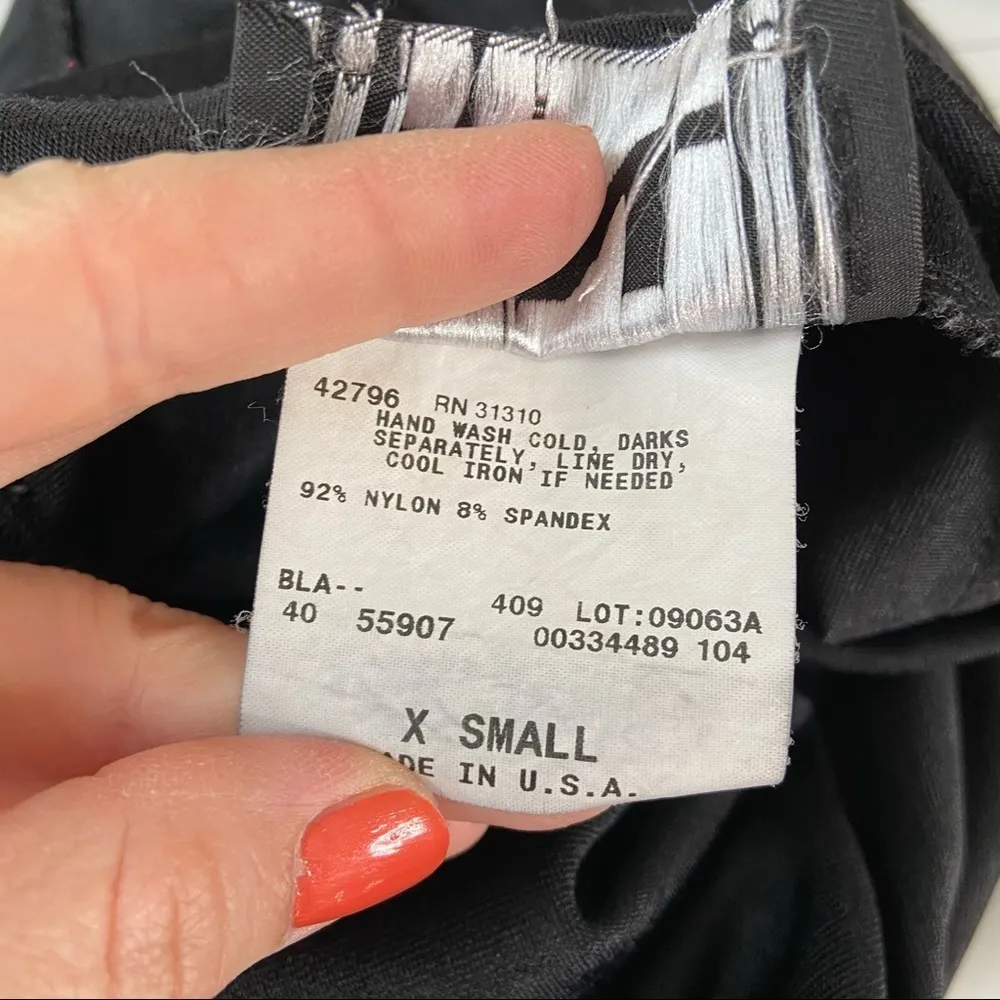 42796 RN 31310
HAND WASH COLD, DARKS
SEPARATELY, LINE DRY,
COOL IRON IF NEEDED
92% NYLON 8% SPANDEX
BLA-- 409 LOT:09063A
40 55907 00334489 104
X SMALL
ADE IN U.S.A.